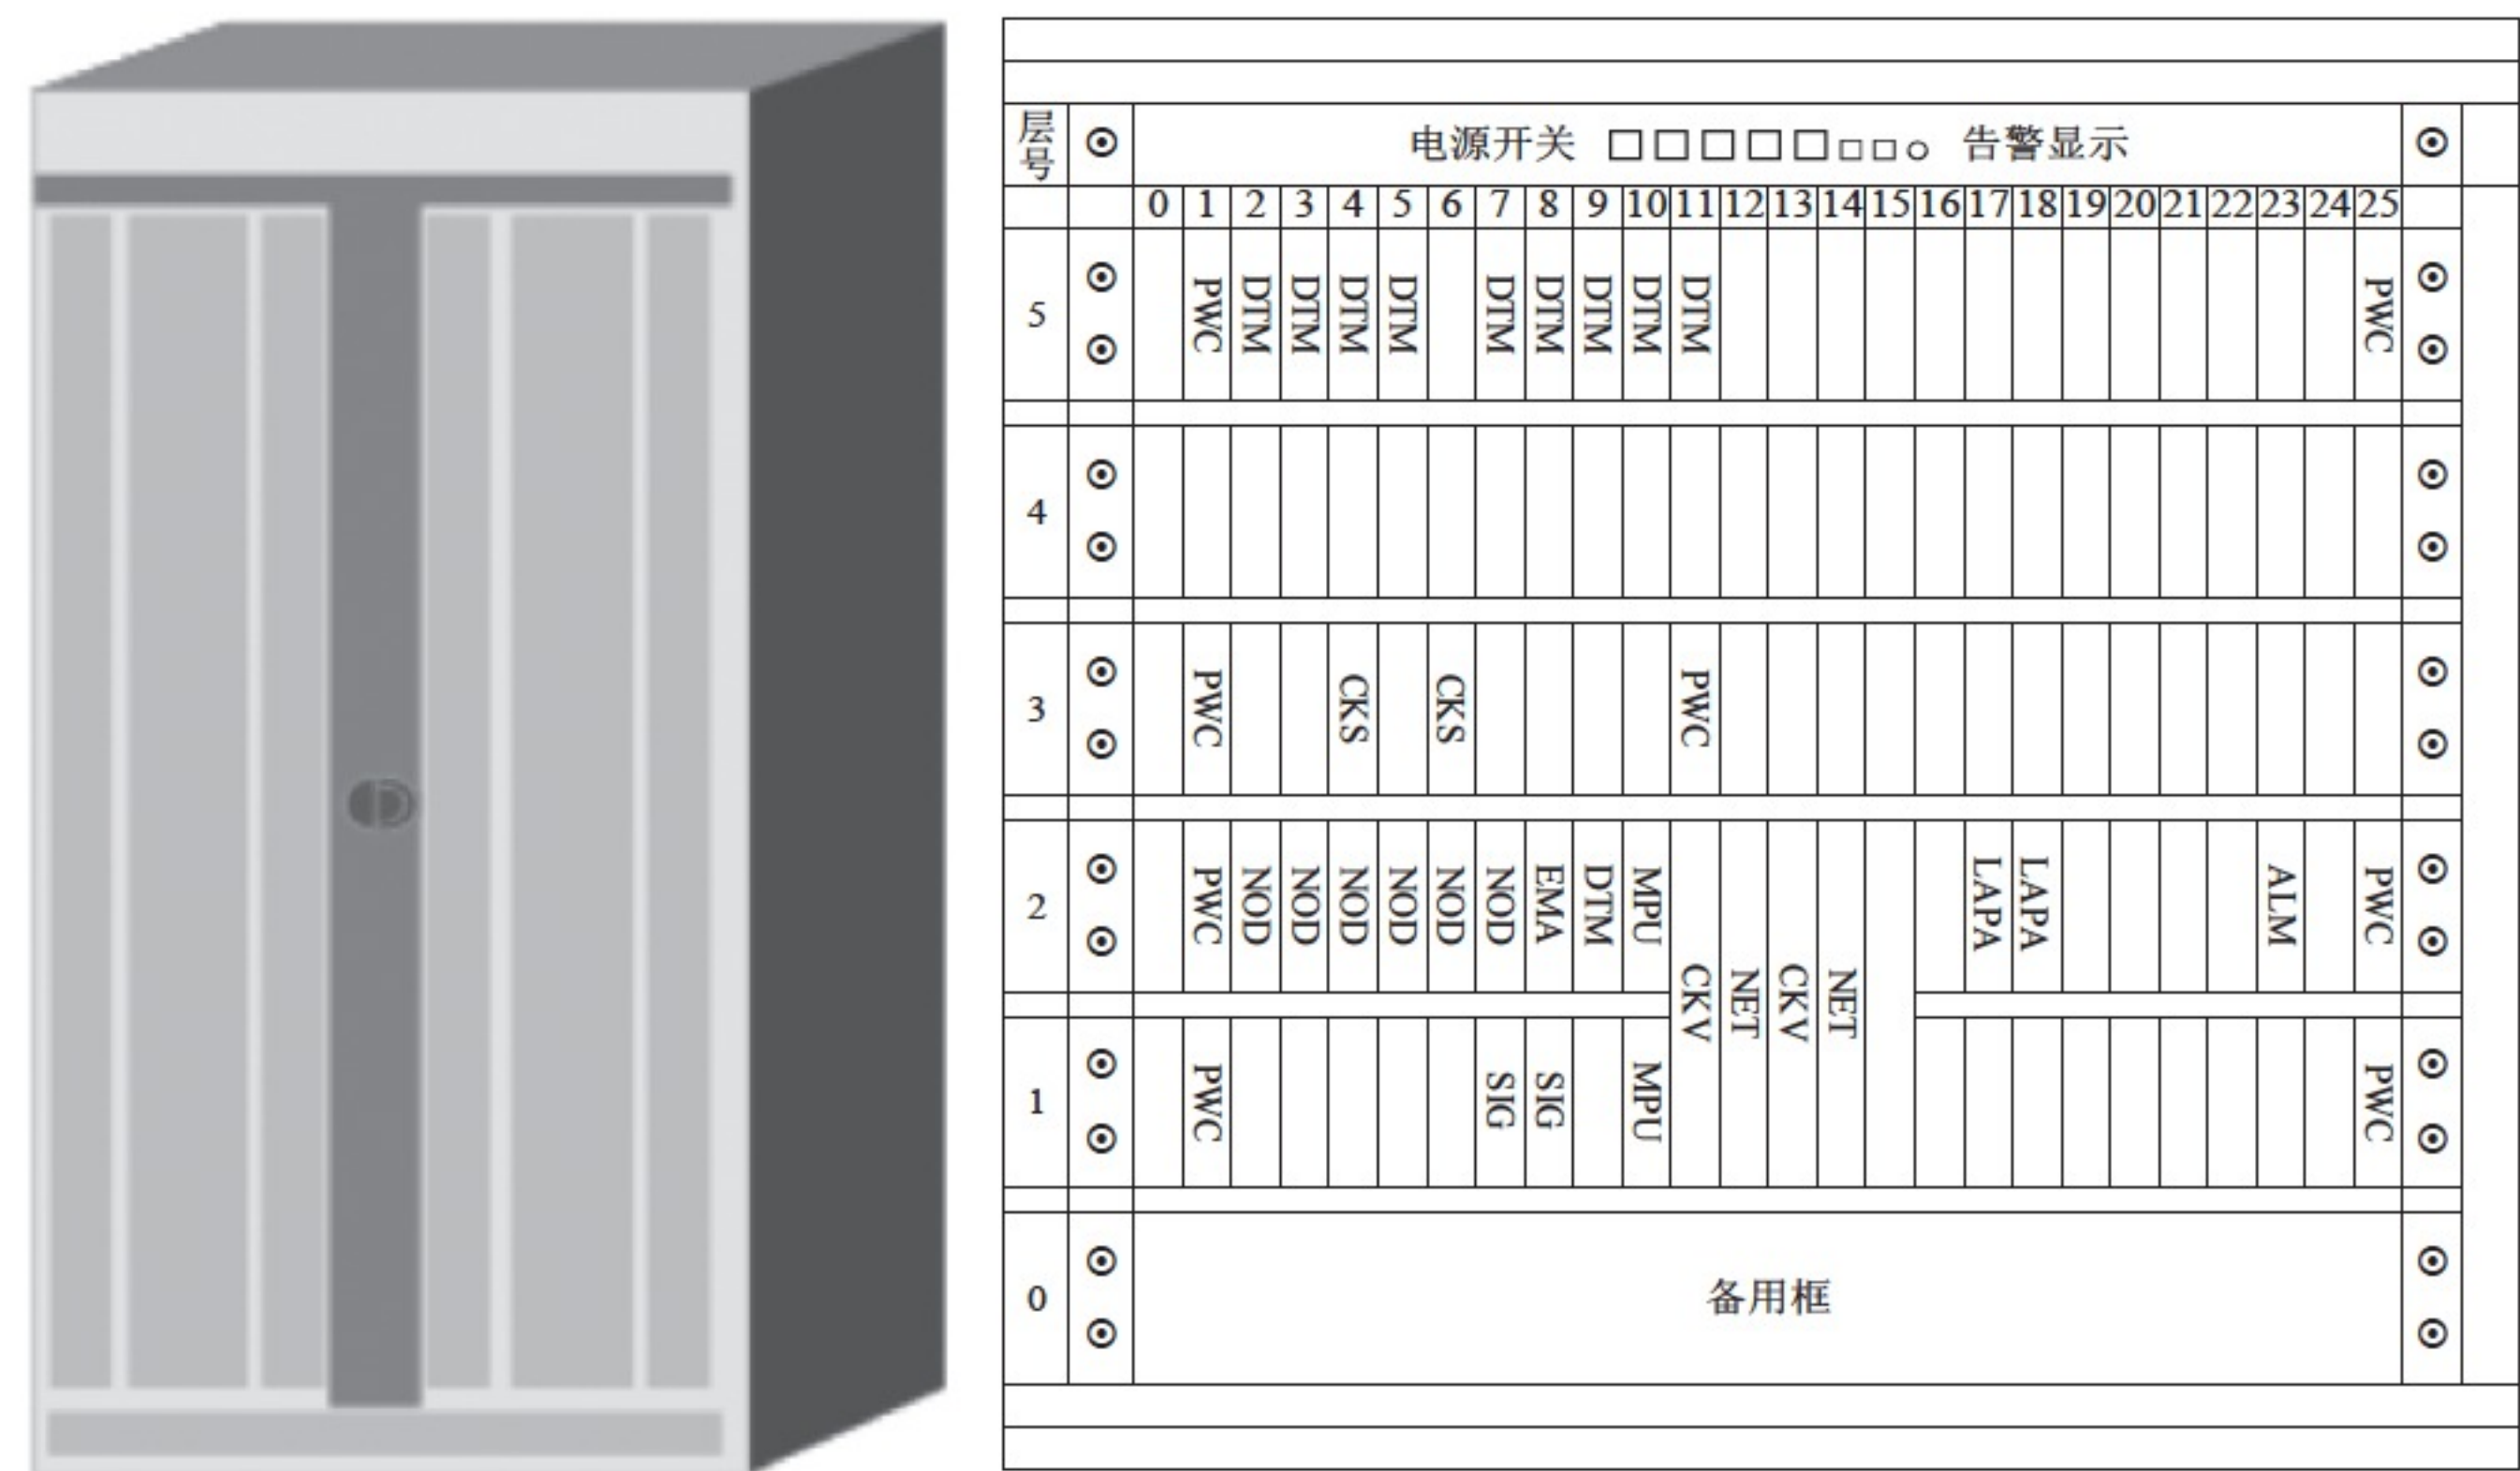 层号 电源开关 告警显示
0 1 2 3 4 5 6 7 8 9 10 11 12 13 14 15 16 17 18 19 20 21 22 23 24 25
5 PWC DTM DTM DTM DTM DTM DTM DTM DTM DTM PWC
4
3 PWC CKS CKS PWC
2 PWC NOD NOD NOD NOD NOD NOD EMA DTM MPU LAPA LAPA ALM PWC
CKV NET CKV NET
1 PWC SIG SIG MPU PWC
0 备用框